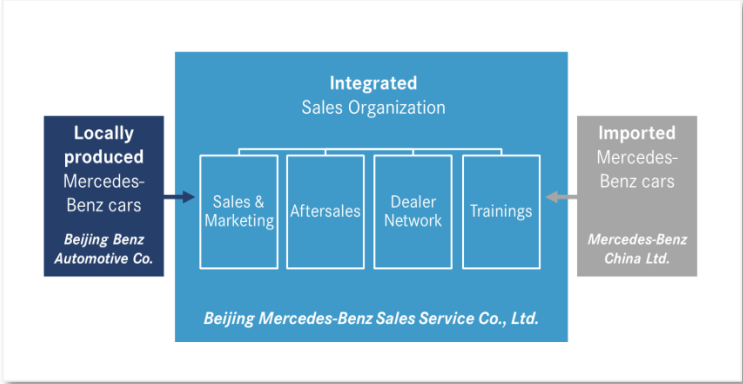 Integrated
Sales Organization
Locally
produced
Mercedes-
Benz cars
Beijing Benz
Automotive Co.
Sales &
Marketing
Aftersales
Dealer
Network
Trainings
Imported
Mercedes-
Benz cars
Mercedes-Benz
China Ltd.
Beijing Mercedes-Benz Sales Service Co., Ltd.